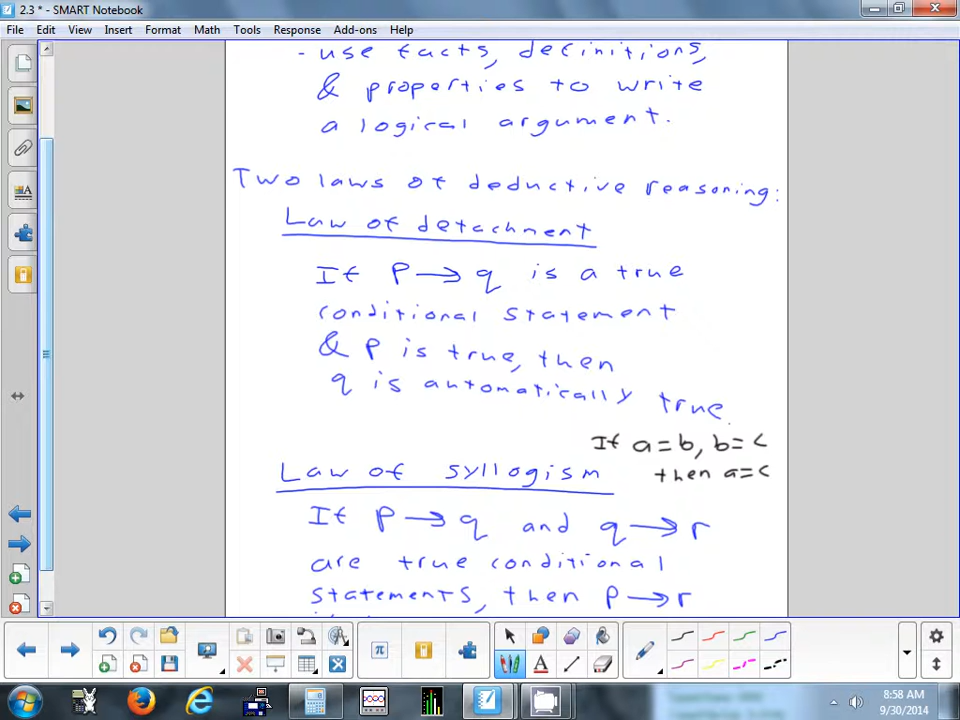 2.3 * - SMART Notebook
File Edit View Insert Format Math Tools Response Add-ons Help
- use facts, definitions,
& properties to write
a logical argument.
Two laws of deductive reasoning:
Law of detachment
If P → q is a true
conditional statement
& P is true, then
q is automatically true.
If a = b, b = c
then a = c
Law of syllogism
If P → q and q → r
are true conditional
statements, then P → r
8:58 AM
9/30/2014